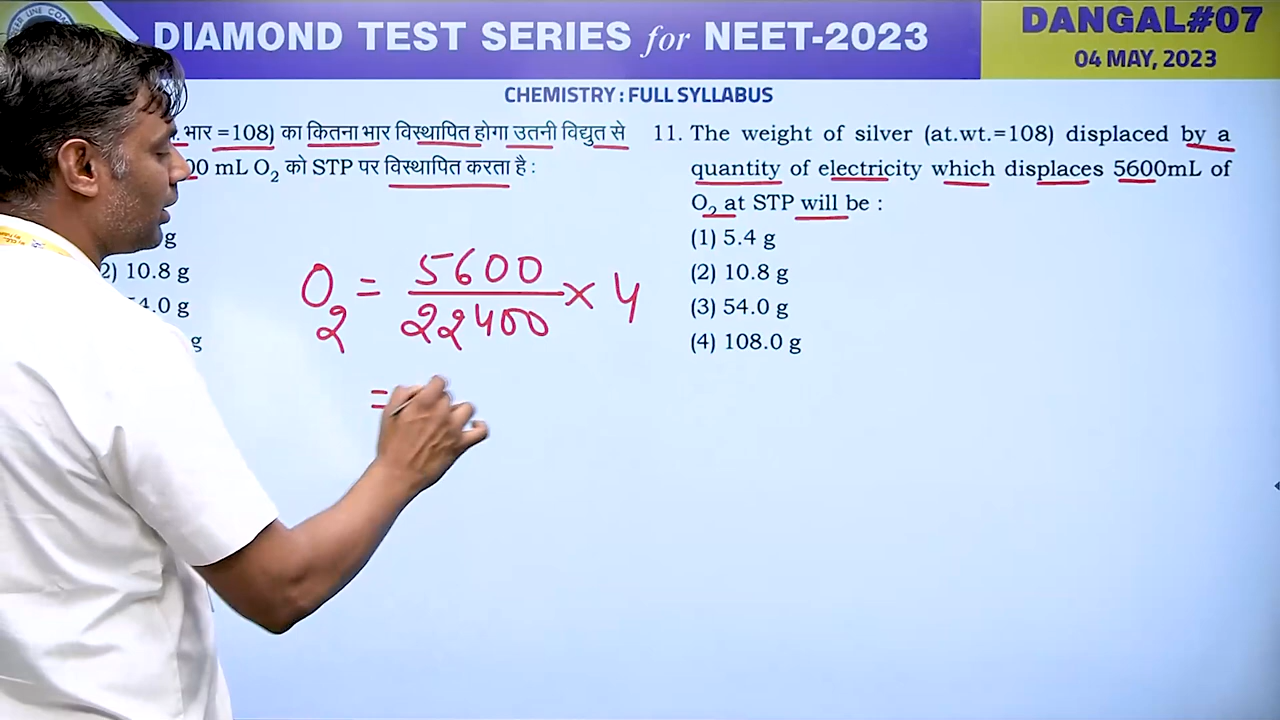 DIAMOND TEST SERIES for NEET-2023
DANGAL#07
04 MAY, 2023
CHEMISTRY : FULL SYLLABUS
भार =108) का कितना भार विस्थापित होगा उतनी विद्युत से
00 mL O₂ को STP पर विस्थापित करता है :
g
2) 10.8 g
4.0 g
g
O₂ = 5600/22400 × 4
=
11. The weight of silver (at.wt.=108) displaced by a
quantity of electricity which displaces 5600mL of
O₂ at STP will be :
(1) 5.4 g
(2) 10.8 g
(3) 54.0 g
(4) 108.0 g